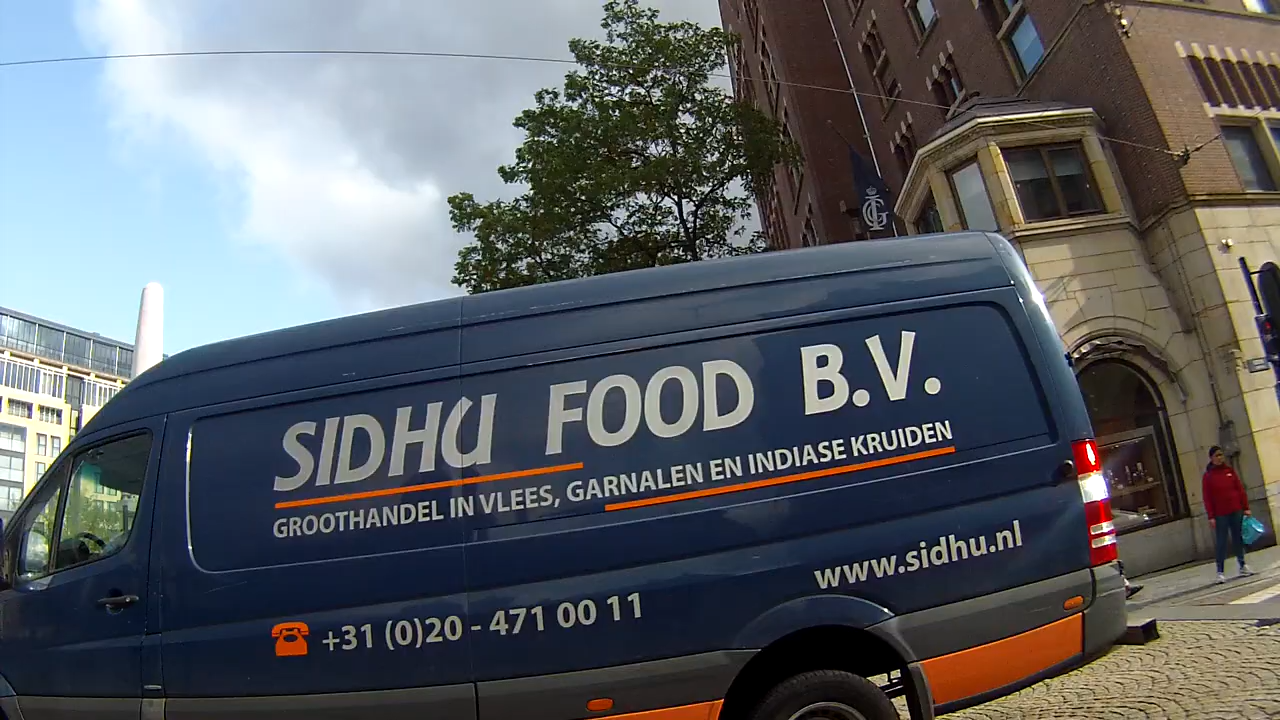 SIDHU FOOD B.V.
GROOTHANDEL IN VLEES, GARNALEN EN INDIASE KRUIDEN
www.sidhu.nl
+31 (0)20 - 471 00 11